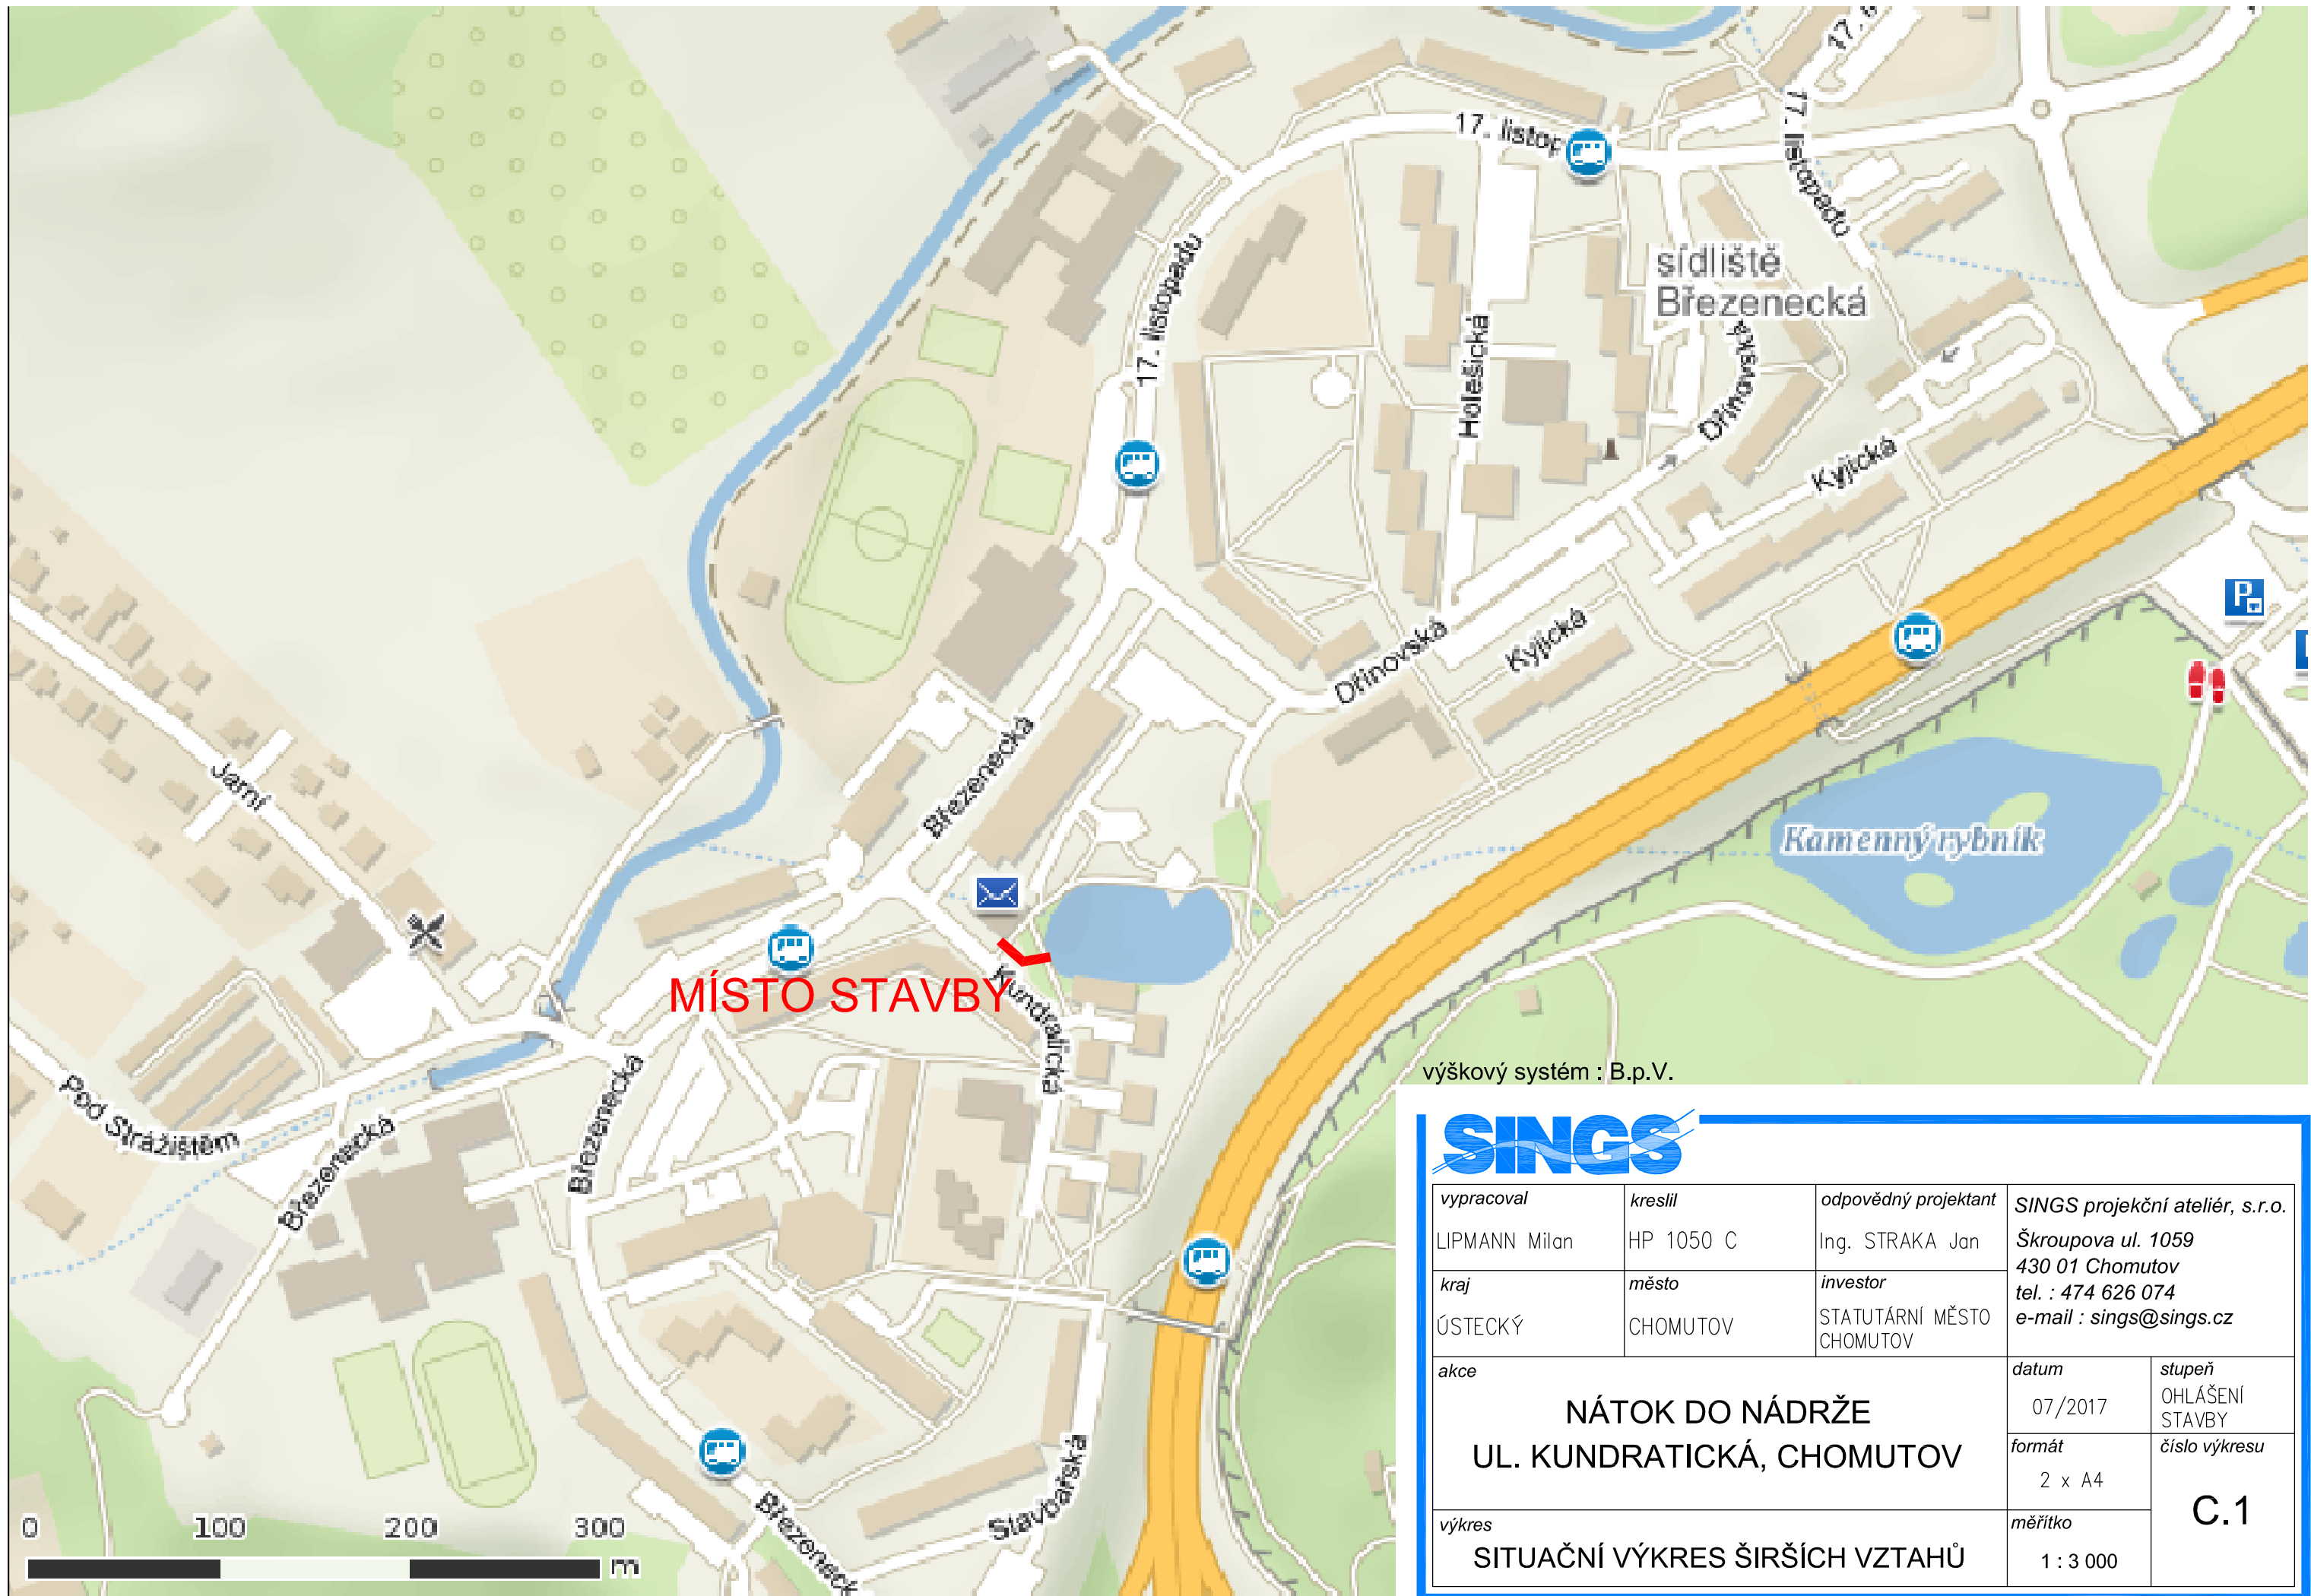 17. listopadu
17. listop
17. listopadu
sídliště
Březenecká
Holešická
Dřínovská
Kyjická
Dřínovská
Kyjická
Jarní
Březenecká
Kamenný rybník
MÍSTO STAVBY
Kundratická
Pod Strážištěm
Březenecká
Březenecká
Březeneck
Stavbařská
0 100 200 300
m
výškový systém : B.p.V.
SINGS
vypracoval kreslil odpovědný projektant SINGS projekční ateliér, s.r.o.
LIPMANN Milan HP 1050 C Ing. STRAKA Jan Škroupova ul. 1059
430 01 Chomutov
kraj město investor tel. : 474 626 074
ÚSTECKÝ CHOMUTOV STATUTÁRNÍ MĚSTO CHOMUTOV e-mail : sings@sings.cz
akce datum stupeň
NÁTOK DO NÁDRŽE 07/2017 OHLÁŠENÍ STAVBY
UL. KUNDRATICKÁ, CHOMUTOV formát číslo výkresu
2 x A4
C.1
výkres měřítko
SITUAČNÍ VÝKRES ŠIRŠÍCH VZTAHŮ 1 : 3 000